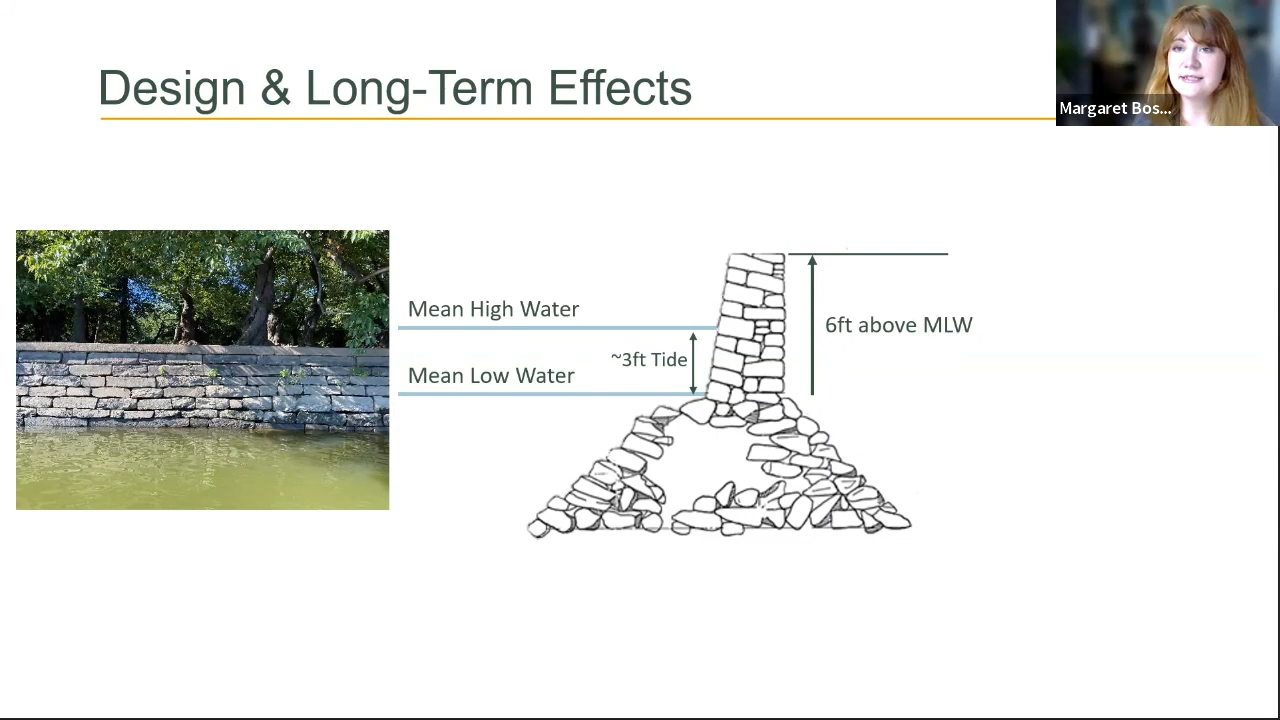 Design & Long-Term Effects
Margaret Bos...
Mean High Water
~3ft Tide
Mean Low Water
6ft above MLW